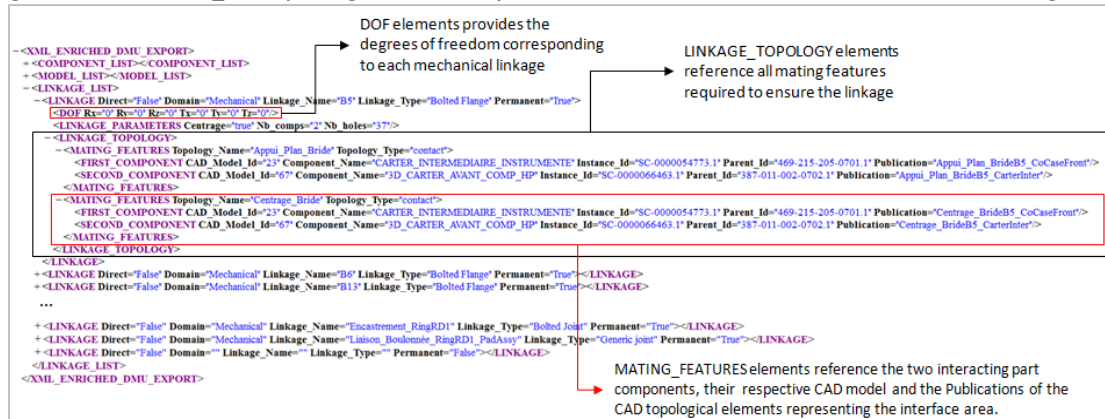 DOF elements provides the
degrees of freedom corresponding
to each mechanical linkage
LINKAGE_TOPOLOGY elements
reference all mating features
required to ensure the linkage
−<XML_ENRICHED_DMU_EXPORT>
+<COMPONENT_LIST></COMPONENT_LIST>
+<MODEL_LIST></MODEL_LIST>
−<LINKAGE_LIST>
−<LINKAGE Direct="False" Domain="Mechanical" Linkage_Name="B5" Linkage_Type="Bolted Flange" Permanent="True">
<DOF Rx="0" Ry="0" Rz="0" Tx="0" Ty="0" Tz="0"/>
<LINKAGE_PARAMETERS Centrage="true" Nb_comps="2" Nb_holes="37"/>
−<LINKAGE_TOPOLOGY>
−<MATING_FEATURES Topology_Name="Appui_Plan_Bride" Topology_Type="contact">
<FIRST_COMPONENT CAD_Model_Id="23" Component_Name="CARTER_INTERMEDIAIRE_INSTRUMENTE" Instance_Id="SC-0000054773.1" Parent_Id="469-215-205-0701.1" Publication="Appui_Plan_BrideB5_CoCaseFront"/>
<SECOND_COMPONENT CAD_Model_Id="67" Component_Name="3D_CARTER_AVANT_COMP_HP" Instance_Id="SC-0000066463.1" Parent_Id="387-011-002-0702.1" Publication="Appui_Plan_BrideB5_CarterInter"/>
</MATING_FEATURES>
−<MATING_FEATURES Topology_Name="Centrage_Bride" Topology_Type="contact">
<FIRST_COMPONENT CAD_Model_Id="23" Component_Name="CARTER_INTERMEDIAIRE_INSTRUMENTE" Instance_Id="SC-0000054773.1" Parent_Id="469-215-205-0701.1" Publication="Centrage_BrideB5_CoCaseFront"/>
<SECOND_COMPONENT CAD_Model_Id="67" Component_Name="3D_CARTER_AVANT_COMP_HP" Instance_Id="SC-0000066463.1" Parent_Id="387-011-002-0702.1" Publication="Centrage_BrideB5_CarterInter"/>
</MATING_FEATURES>
</LINKAGE_TOPOLOGY>
</LINKAGE>
+<LINKAGE Direct="False" Domain="Mechanical" Linkage_Name="B6" Linkage_Type="Bolted Flange" Permanent="True"></LINKAGE>
+<LINKAGE Direct="False" Domain="Mechanical" Linkage_Name="B13" Linkage_Type="Bolted Flange" Permanent="True"></LINKAGE>
...
+<LINKAGE Direct="False" Domain="Mechanical" Linkage_Name="Encastrement_RingRD1" Linkage_Type="Bolted Joint" Permanent="True"></LINKAGE>
+<LINKAGE Direct="False" Domain="Mechanical" Linkage_Name="Liaison_Boulonnée_RingRD1_PadAssy" Linkage_Type="Generic joint" Permanent="True"></LINKAGE>
+<LINKAGE Direct="False" Domain="" Linkage_Name="" Linkage_Type="" Permanent="False"></LINKAGE>
</LINKAGE_LIST>
</XML_ENRICHED_DMU_EXPORT>
MATING_FEATURES elements reference the two interacting part
components, their respective CAD model and the Publications of the
CAD topological elements representing the interface area.